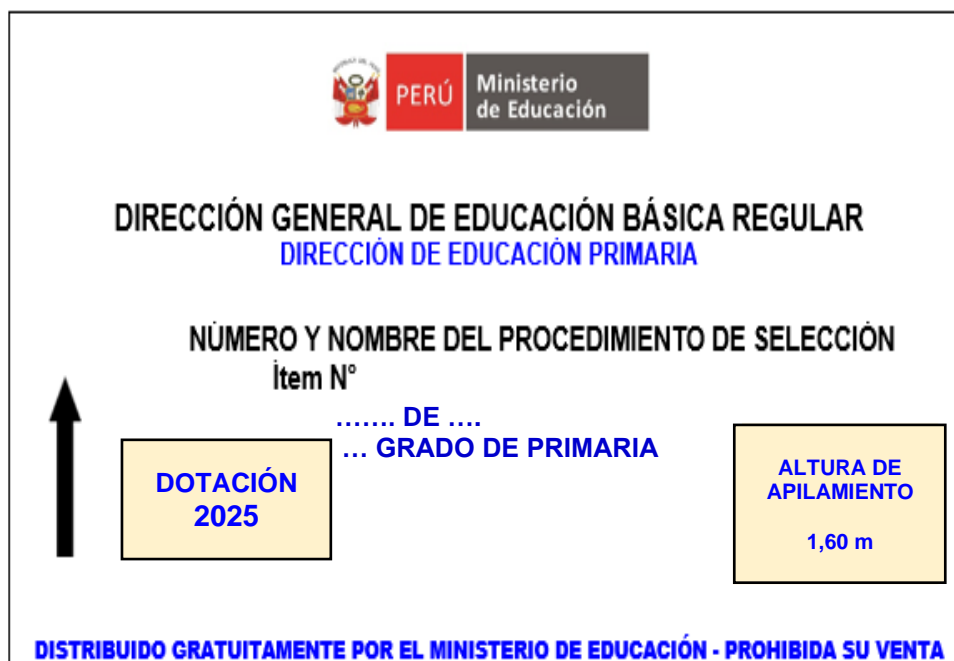 PERÚ
Ministerio
de Educación
DIRECCIÓN GENERAL DE EDUCACIÓN BÁSICA REGULAR
DIRECCIÓN DE EDUCACIÓN PRIMARIA
NÚMERO Y NOMBRE DEL PROCEDIMIENTO DE SELECCIÓN
Ítem N°
....... DE ....
... GRADO DE PRIMARIA
DOTACIÓN
2025
ALTURA DE
APILAMIENTO
1,60 m
DISTRIBUIDO GRATUITAMENTE POR EL MINISTERIO DE EDUCACIÓN - PROHIBIDA SU VENTA